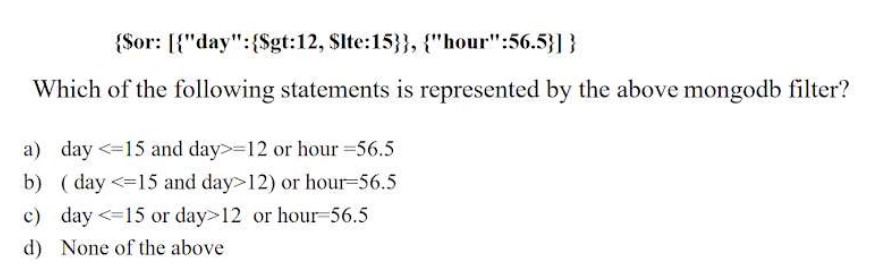 {$or: [{"day":{$gt:12, $lte:15}}, {"hour":56.5}] }
Which of the following statements is represented by the above mongodb filter?
a) day <=15 and day>=12 or hour =56.5
b) ( day <=15 and day>12) or hour=56.5
c) day <=15 or day>12 or hour=56.5
d) None of the above